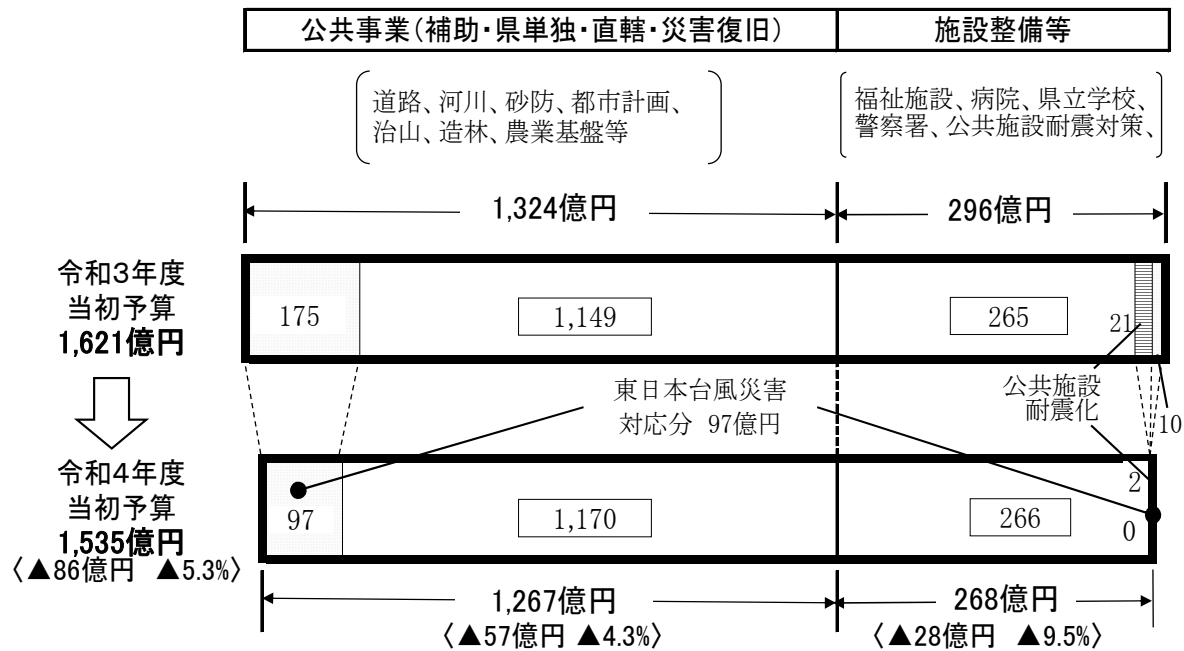 公共事業(補助・県単独・直轄・災害復旧)
施設整備等
道路、河川、砂防、都市計画、
治山、造林、農業基盤等
福祉施設、病院、県立学校、
警察署、公共施設耐震対策、
1,324億円
296億円
令和3年度
当初予算
1,621億円
175
1,149
265
21
10
東日本台風災害
対応分 97億円
公共施設
耐震化
令和4年度
当初予算
1,535億円
〈▲86億円 ▲5.3%〉
97
1,170
266
2
0
1,267億円
〈▲57億円 ▲4.3%〉
268億円
〈▲28億円 ▲9.5%〉